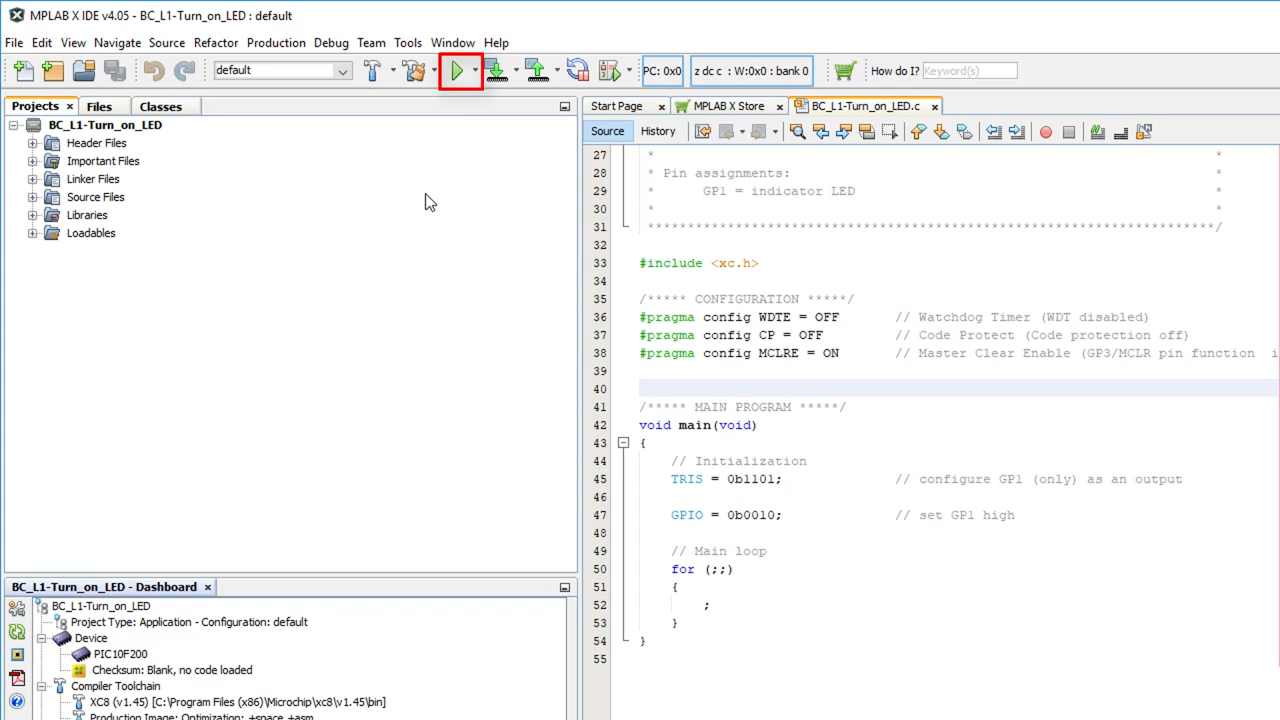 MPLAB X IDE v4.05 - BC_L1-Turn_on_LED : default
File Edit View Navigate Source Refactor Production Debug Team Tools Window Help
default PC: 0x0 z dc c : W:0x0 : bank 0 How do I? Keyword(s)
Projects × Files Classes
BC_L1-Turn_on_LED
Header Files
Important Files
Linker Files
Source Files
Libraries
Loadables
BC_L1-Turn_on_LED - Dashboard ×
BC_L1-Turn_on_LED
Project Type: Application - Configuration: default
Device
PIC10F200
Checksum: Blank, no code loaded
Compiler Toolchain
XC8 (v1.45) [C:\Program Files (x86)\Microchip\xc8\v1.45\bin]
Production Image: Optimization: +space +asm
Start Page × MPLAB X Store × BC_L1-Turn_on_LED.c ×
Source History
27 * *
28 * Pin assignments: *
29 * GP1 = indicator LED *
30 * *
31 ************************************************************************/
32
33 #include <xc.h>
34
35 /***** CONFIGURATION *****/
36 #pragma config WDTE = OFF // Watchdog Timer (WDT disabled)
37 #pragma config CP = OFF // Code Protect (Code protection off)
38 #pragma config MCLRE = ON // Master Clear Enable (GP3/MCLR pin function i
39
40
41 /***** MAIN PROGRAM *****/
42 void main(void)
43 {
44 // Initialization
45 TRIS = 0b1101; // configure GP1 (only) as an output
46
47 GPIO = 0b0010; // set GP1 high
48
49 // Main loop
50 for (;;)
51 {
52 ;
53 }
54 }
55